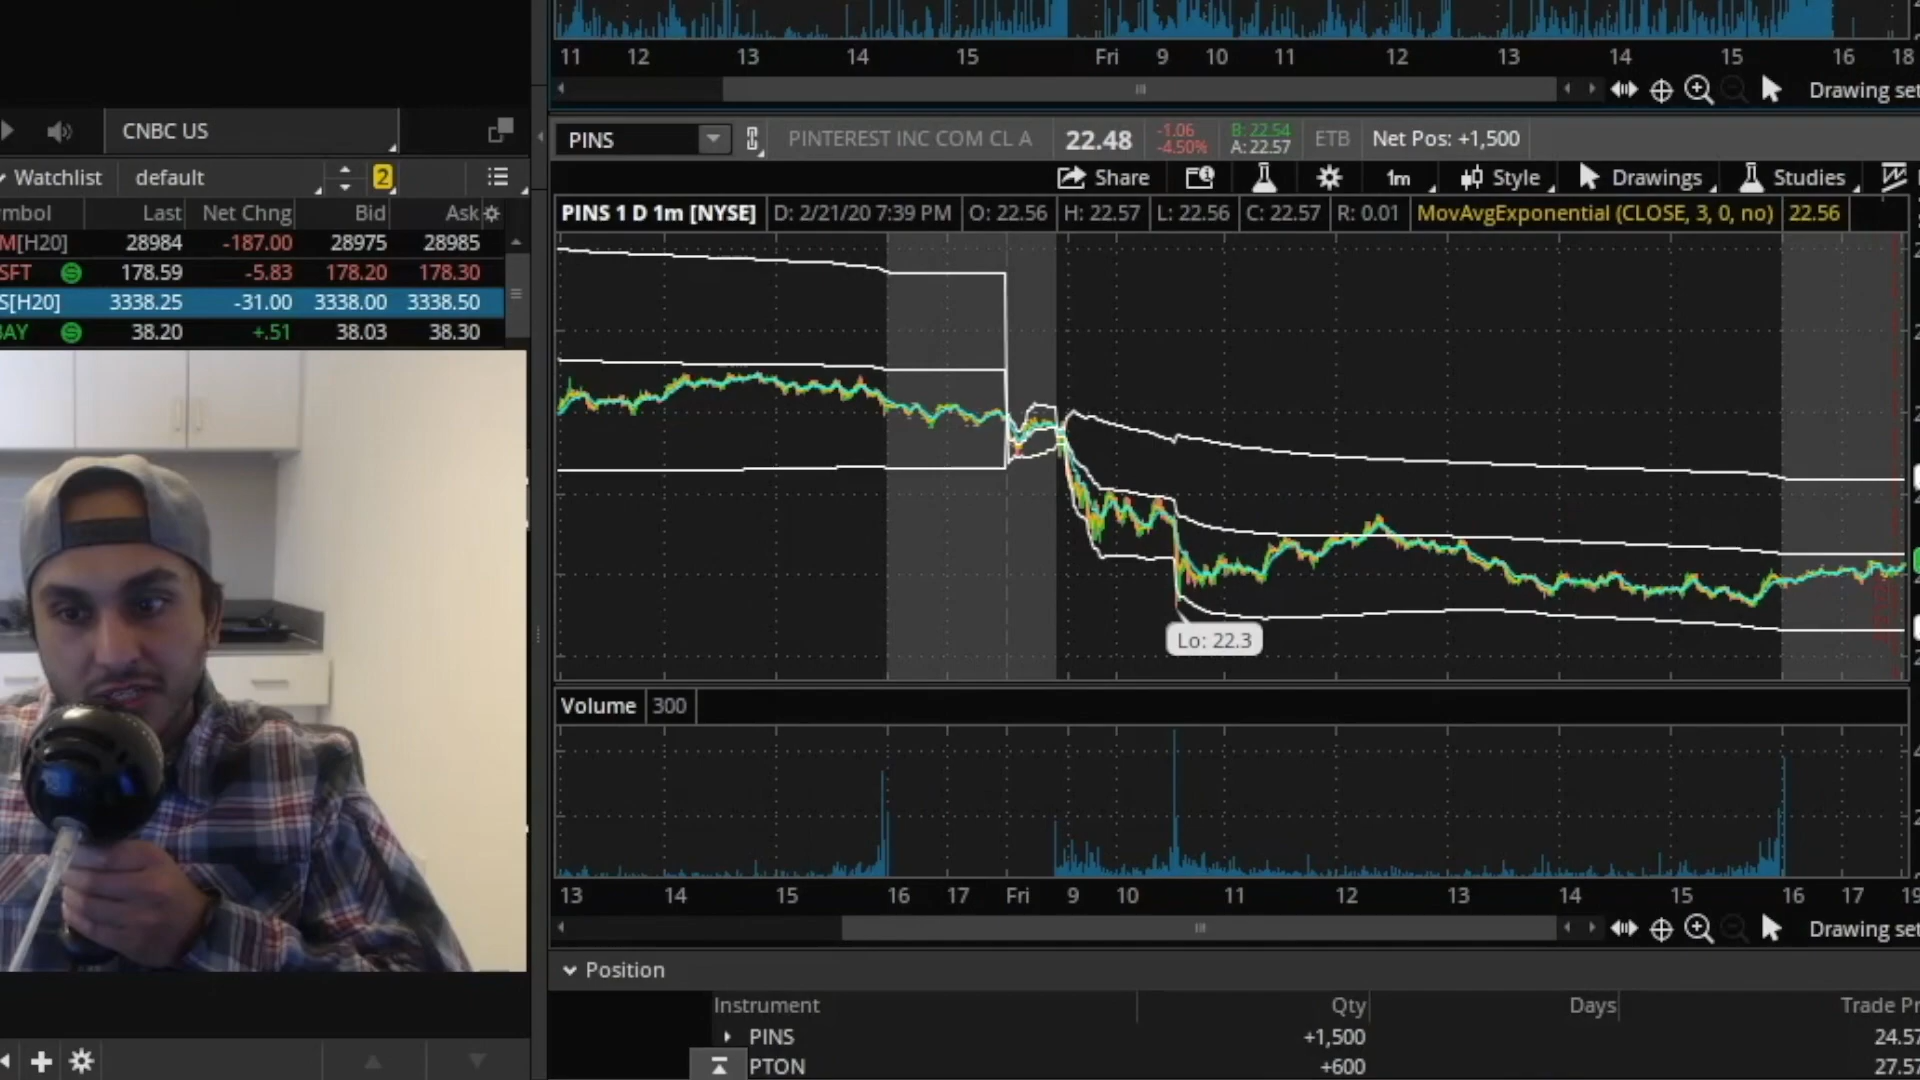 11 12 13 14 15 Fri 9 10 11 12 13 14 15 16 18
Drawing set
CNBC US
PINS PINTEREST INC COM CL A 22.48 -1.06 -4.50% B: 22.54 A: 22.57 ETB Net Pos: +1,500
Watchlist default 2
Share 1m Style Drawings Studies
PINS 1 D 1m [NYSE] D: 2/21/20 7:39 PM O: 22.56 H: 22.57 L: 22.56 C: 22.57 R: 0.01 MovAvgExponential (CLOSE, 3, 0, no) 22.56
mbol Last Net Chng Bid Ask
M[H20] 28984 -187.00 28975 28985
SFT 178.59 -5.83 178.20 178.30
S[H20] 3338.25 -31.00 3338.00 3338.50
BAY 38.20 +.51 38.03 38.30
Lo: 22.3
Volume 300
13 14 15 16 17 Fri 9 10 11 12 13 14 15 16 17 19
Drawing set
Position
Instrument Qty Days Trade Pr
PINS +1,500 24.57
PTON +600 27.57